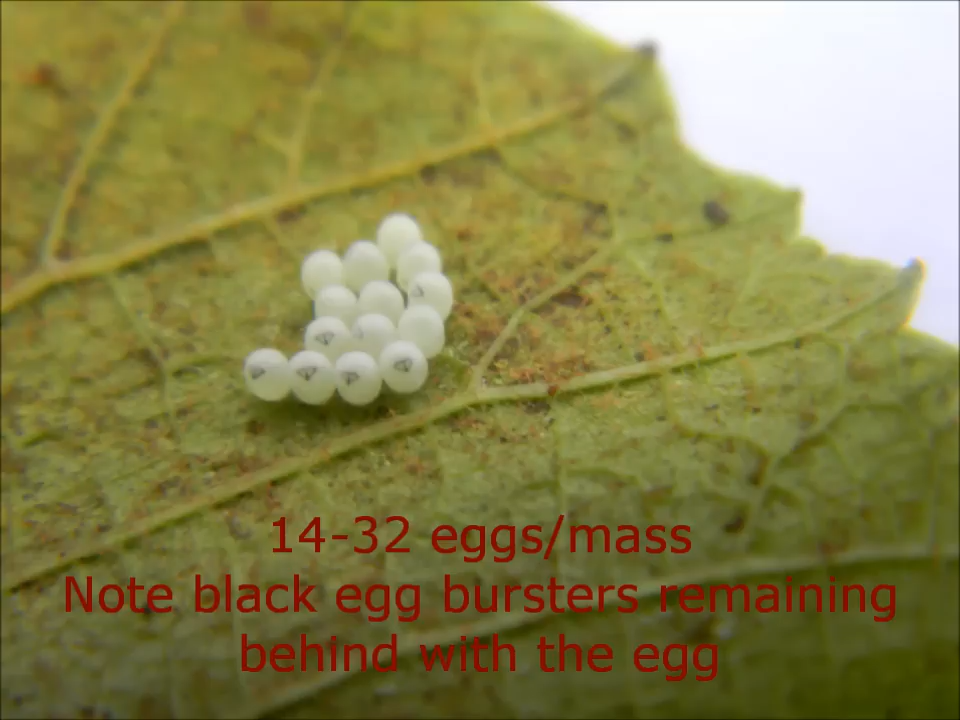 14-32 eggs/mass
Note black egg bursters remaining
behind with the egg